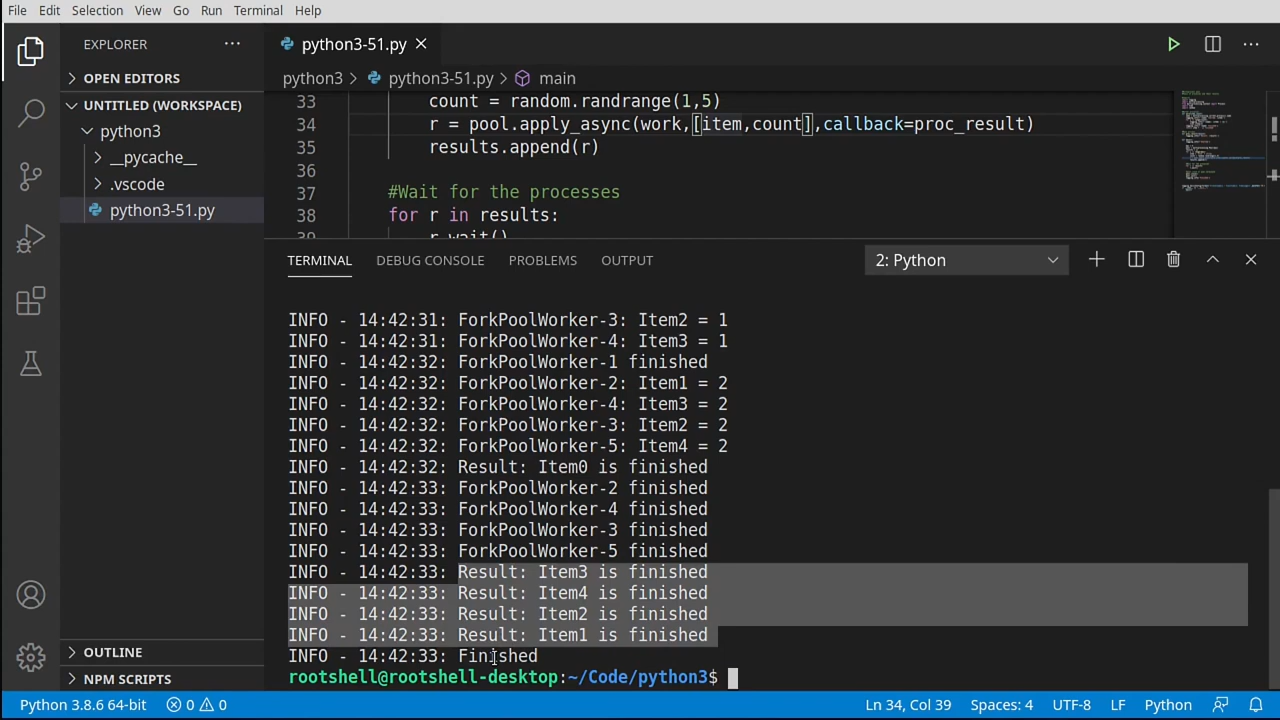 File Edit Selection View Go Run Terminal Help
EXPLORER
python3-51.py
OPEN EDITORS
python3 > python3-51.py > main
UNTITLED (WORKSPACE)
python3
__pycache__
.vscode
python3-51.py
33 count = random.randrange(1,5)
34 r = pool.apply_async(work,[item,count],callback=proc_result)
35 results.append(r)
36
37 #Wait for the processes
38 for r in results:
39 r.wait()
TERMINAL DEBUG CONSOLE PROBLEMS OUTPUT 2: Python
INFO - 14:42:31: ForkPoolWorker-3: Item2 = 1
INFO - 14:42:31: ForkPoolWorker-4: Item3 = 1
INFO - 14:42:32: ForkPoolWorker-1 finished
INFO - 14:42:32: ForkPoolWorker-2: Item1 = 2
INFO - 14:42:32: ForkPoolWorker-4: Item3 = 2
INFO - 14:42:32: ForkPoolWorker-3: Item2 = 2
INFO - 14:42:32: ForkPoolWorker-5: Item4 = 2
INFO - 14:42:32: Result: Item0 is finished
INFO - 14:42:33: ForkPoolWorker-2 finished
INFO - 14:42:33: ForkPoolWorker-4 finished
INFO - 14:42:33: ForkPoolWorker-3 finished
INFO - 14:42:33: ForkPoolWorker-5 finished
INFO - 14:42:33: Result: Item3 is finished
INFO - 14:42:33: Result: Item4 is finished
INFO - 14:42:33: Result: Item2 is finished
INFO - 14:42:33: Result: Item1 is finished
INFO - 14:42:33: Finished
rootshell@rootshell-desktop:~/Code/python3$
OUTLINE
NPM SCRIPTS
Python 3.8.6 64-bit 0 0 Ln 34, Col 39 Spaces: 4 UTF-8 LF Python